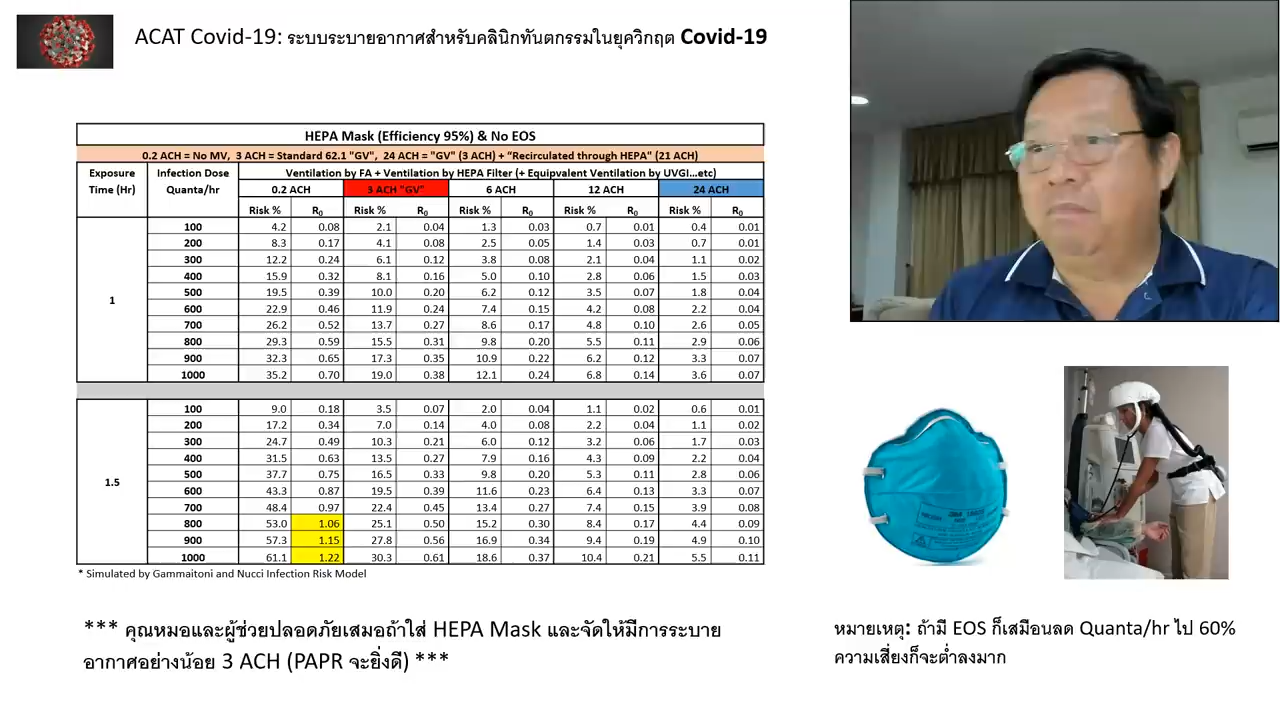 ACAT Covid-19: ระบบระบายอากาศสำหรับคลินิกทันตกรรมในยุควิกฤต Covid-19
HEPA Mask (Efficiency 95%) & No EOS
0.2 ACH = No MV, 3 ACH = Standard 62.1 "GV", 24 ACH = "GV" (3 ACH) + "Recirculated through HEPA" (21 ACH)
Exposure Time (Hr) Infection Dose Quanta/hr Ventilation by FA + Ventilation by HEPA Filter (+ Equipvalent Ventilation by UVGI...etc)
0.2 ACH 3 ACH "GV" 6 ACH 12 ACH 24 ACH
Risk % R0 Risk % R0 Risk % R0 Risk % R0 Risk % R0
1
100 4.2 0.08 2.1 0.04 1.3 0.03 0.7 0.01 0.4 0.01
200 8.3 0.17 4.1 0.08 2.5 0.05 1.4 0.03 0.7 0.01
300 12.2 0.24 6.1 0.12 3.8 0.08 2.1 0.04 1.1 0.02
400 15.9 0.32 8.1 0.16 5.0 0.10 2.8 0.06 1.5 0.03
500 19.5 0.39 10.0 0.20 6.2 0.12 3.5 0.07 1.8 0.04
600 22.9 0.46 11.9 0.24 7.4 0.15 4.2 0.08 2.2 0.04
700 26.2 0.52 13.7 0.27 8.6 0.17 4.8 0.10 2.6 0.05
800 29.3 0.59 15.5 0.31 9.8 0.20 5.5 0.11 2.9 0.06
900 32.3 0.65 17.3 0.35 10.9 0.22 6.2 0.12 3.3 0.07
1000 35.2 0.70 19.0 0.38 12.1 0.24 6.8 0.14 3.6 0.07
1.5
100 9.0 0.18 3.5 0.07 2.0 0.04 1.1 0.02 0.6 0.01
200 17.2 0.34 7.0 0.14 4.0 0.08 2.2 0.04 1.1 0.02
300 24.7 0.49 10.3 0.21 6.0 0.12 3.2 0.06 1.7 0.03
400 31.5 0.63 13.5 0.27 7.9 0.16 4.3 0.09 2.2 0.04
500 37.7 0.75 16.5 0.33 9.8 0.20 5.3 0.11 2.8 0.06
600 43.3 0.87 19.5 0.39 11.6 0.23 6.4 0.13 3.3 0.07
700 48.4 0.97 22.4 0.45 13.4 0.27 7.4 0.15 3.9 0.08
800 53.0 1.06 25.1 0.50 15.2 0.30 8.4 0.17 4.4 0.09
900 57.3 1.15 27.8 0.56 16.9 0.34 9.4 0.19 4.9 0.10
1000 61.1 1.22 30.3 0.61 18.6 0.37 10.4 0.21 5.5 0.11
* Simulated by Gammaitoni and Nucci Infection Risk Model
*** คุณหมอและผู้ช่วยปลอดภัยเสมอถ้าใส่ HEPA Mask และจัดให้มีการระบาย
อากาศอย่างน้อย 3 ACH (PAPR จะยิ่งดี) ***
หมายเหตุ: ถ้ามี EOS ก็เสมือนลด Quanta/hr ไป 60%
ความเสี่ยงก็จะต่ำลงมาก